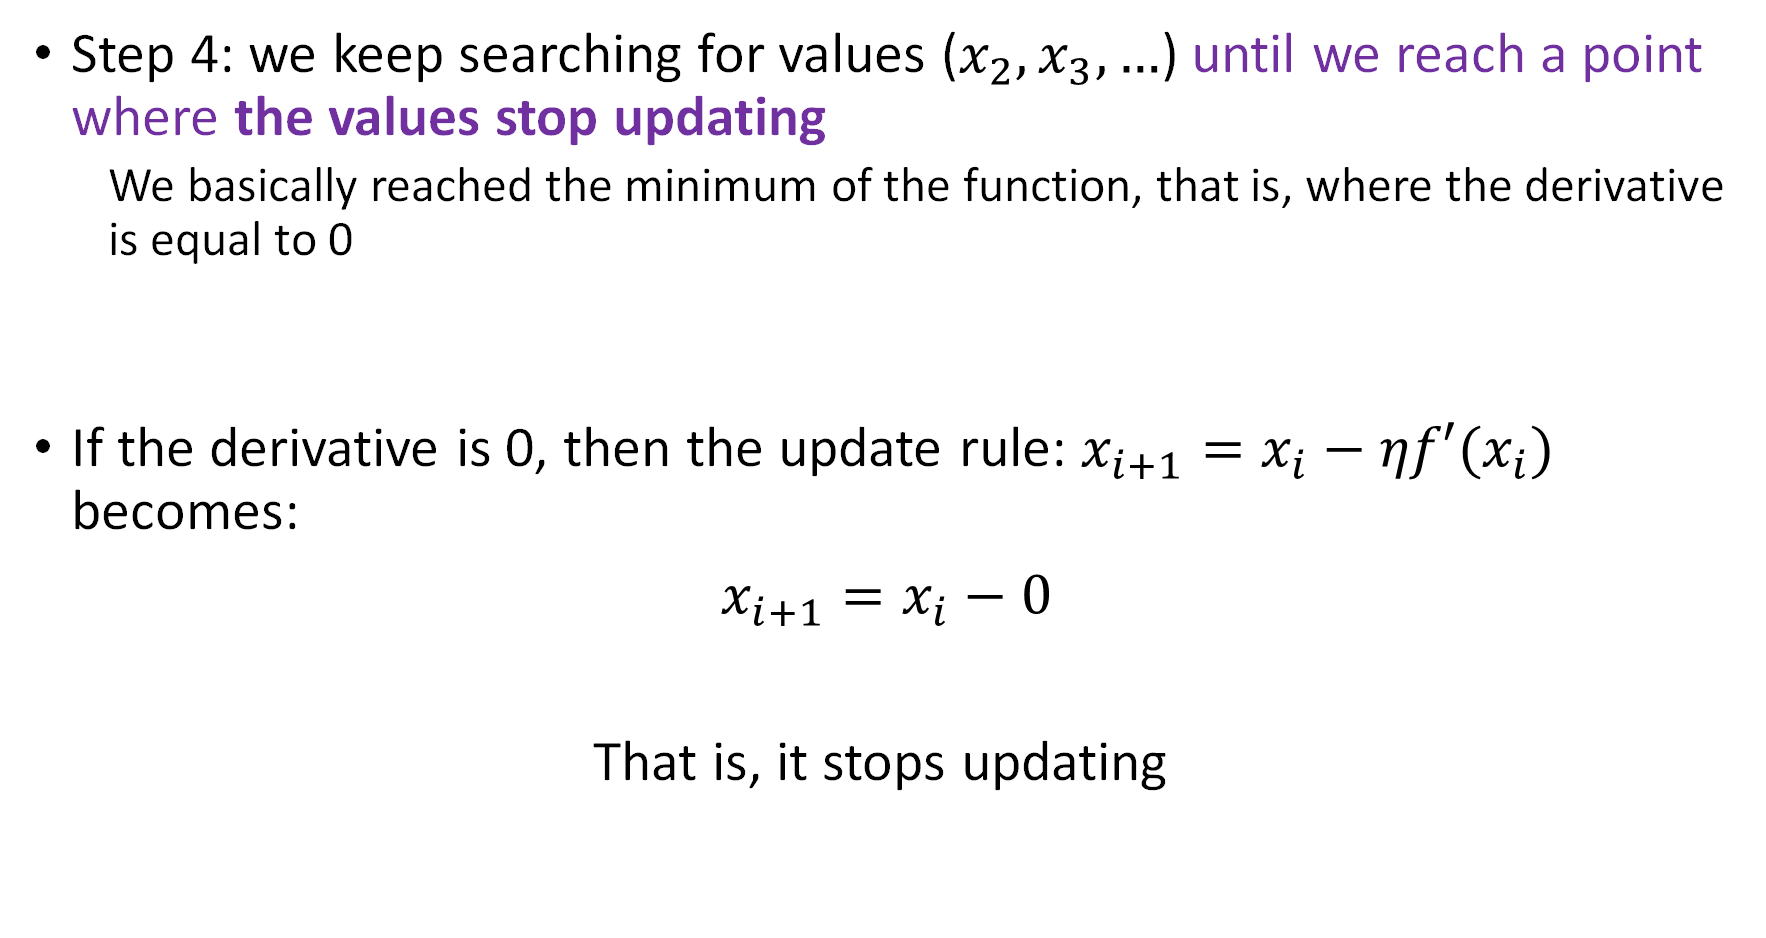 • Step 4: we keep searching for values (𝑥₂, 𝑥₃, …) until we reach a point
where the values stop updating
We basically reached the minimum of the function, that is, where the derivative
is equal to 0
• If the derivative is 0, then the update rule: 𝑥ᵢ₊₁ = 𝑥ᵢ − 𝜂𝑓′(𝑥ᵢ)
becomes:
𝑥ᵢ₊₁ = 𝑥ᵢ − 0
That is, it stops updating